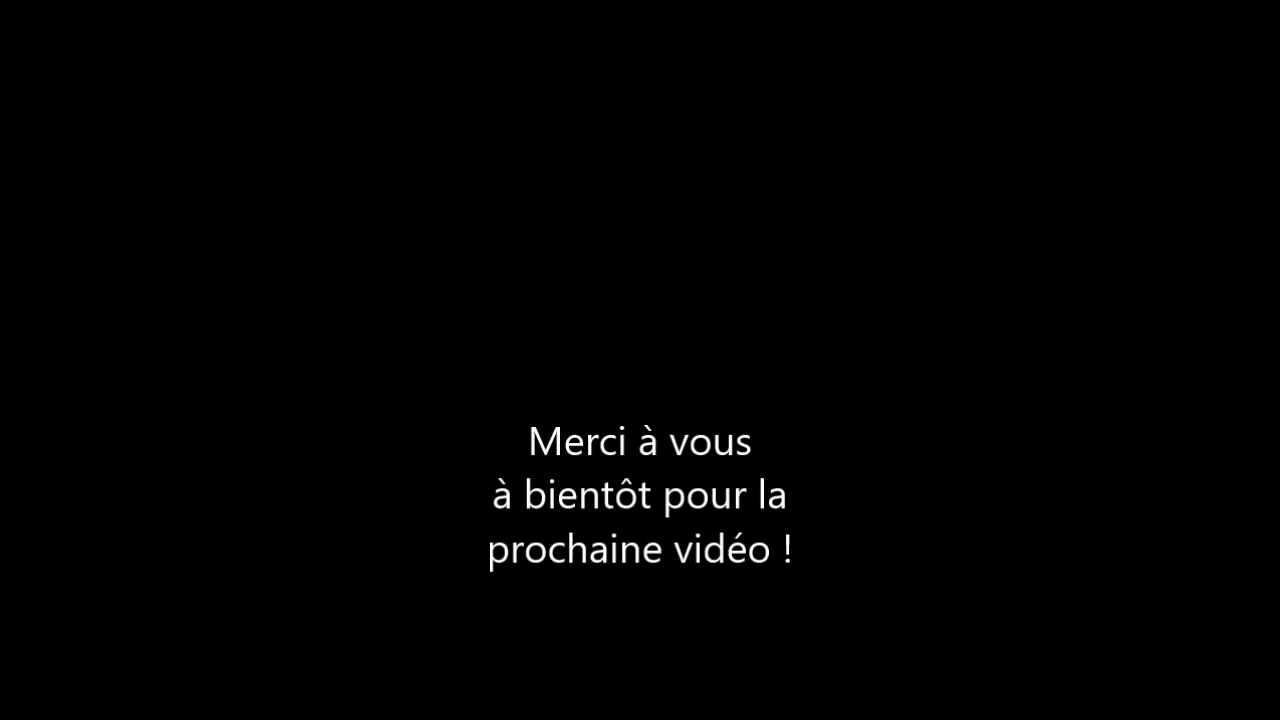 Merci à vous
à bientôt pour la
prochaine vidéo !